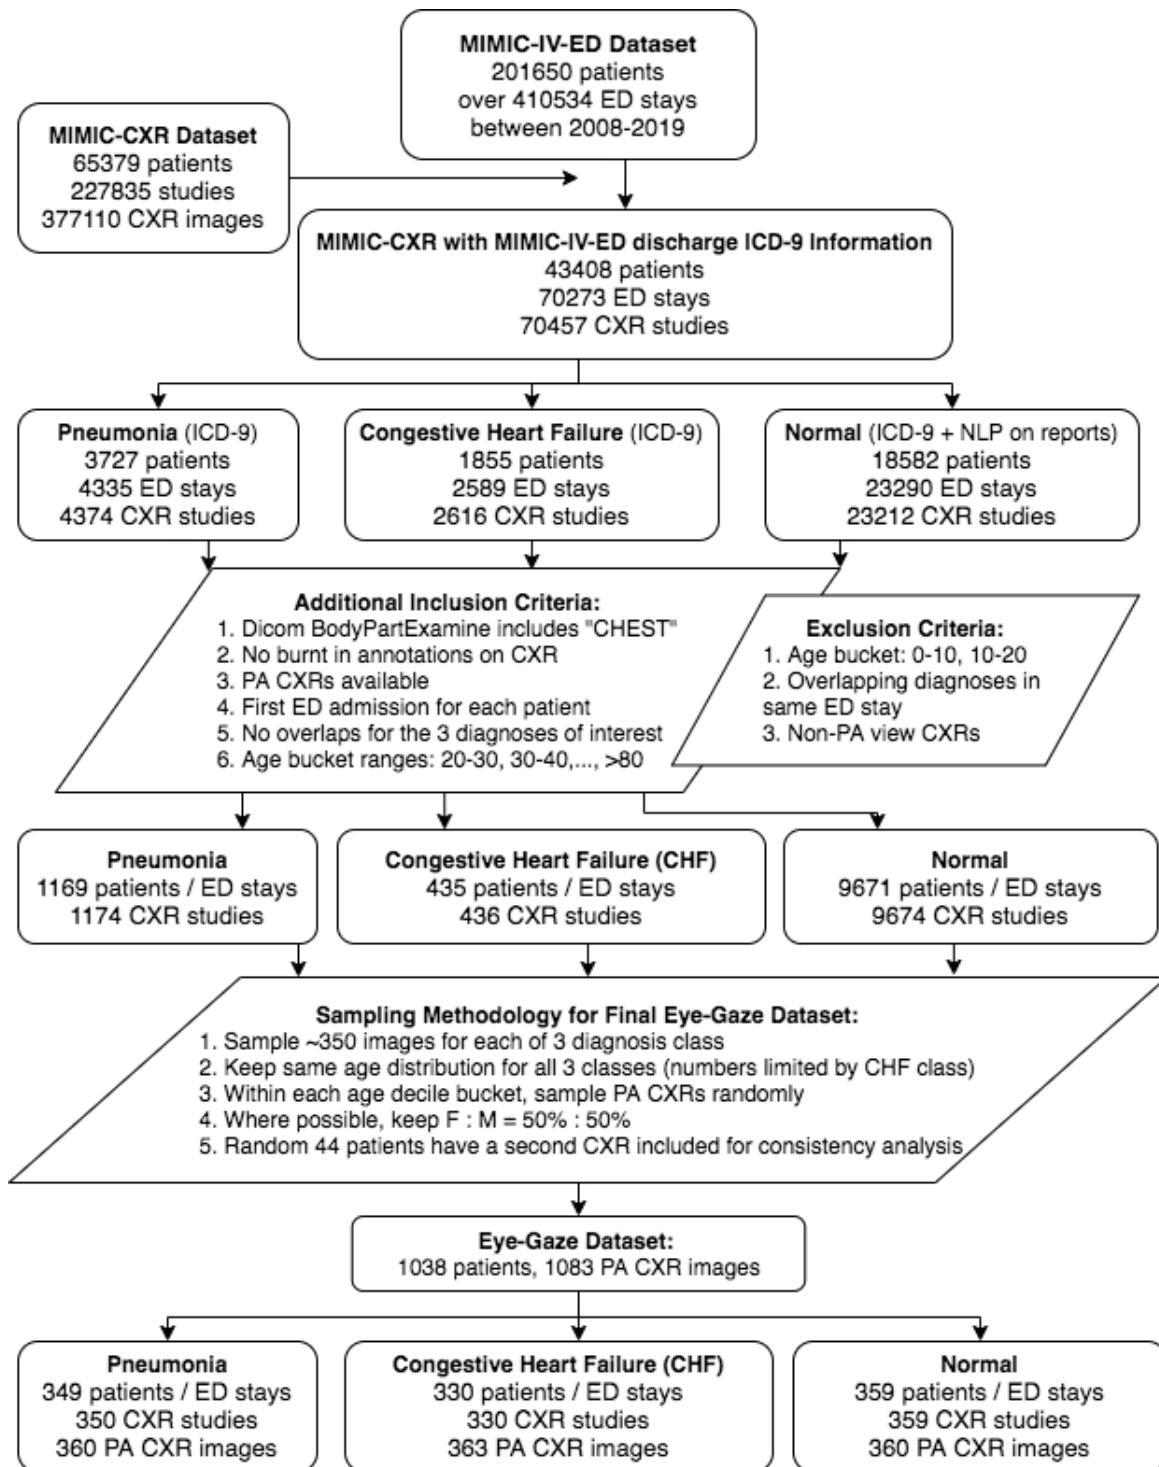 MIMIC-IV-ED Dataset
201650 patients
over 410534 ED stays
between 2008-2019
MIMIC-CXR Dataset
65379 patients
227835 studies
377110 CXR images
MIMIC-CXR with MIMIC-IV-ED discharge ICD-9 Information
43408 patients
70273 ED stays
70457 CXR studies
Pneumonia (ICD-9)
3727 patients
4335 ED stays
4374 CXR studies
Congestive Heart Failure (ICD-9)
1855 patients
2589 ED stays
2616 CXR studies
Normal (ICD-9 + NLP on reports)
18582 patients
23290 ED stays
23212 CXR studies
Additional Inclusion Criteria:
1. Dicom BodyPartExamine includes "CHEST"
2. No burnt in annotations on CXR
3. PA CXRs available
4. First ED admission for each patient
5. No overlaps for the 3 diagnoses of interest
6. Age bucket ranges: 20-30, 30-40,..., >80
Exclusion Criteria:
1. Age bucket: 0-10, 10-20
2. Overlapping diagnoses in
same ED stay
3. Non-PA view CXRs
Pneumonia
1169 patients / ED stays
1174 CXR studies
Congestive Heart Failure (CHF)
435 patients / ED stays
436 CXR studies
Normal
9671 patients / ED stays
9674 CXR studies
Sampling Methodology for Final Eye-Gaze Dataset:
1. Sample ~350 images for each of 3 diagnosis class
2. Keep same age distribution for all 3 classes (numbers limited by CHF class)
3. Within each age decile bucket, sample PA CXRs randomly
4. Where possible, keep F : M = 50% : 50%
5. Random 44 patients have a second CXR included for consistency analysis
Eye-Gaze Dataset:
1038 patients, 1083 PA CXR images
Pneumonia
349 patients / ED stays
350 CXR studies
360 PA CXR images
Congestive Heart Failure (CHF)
330 patients / ED stays
330 CXR studies
363 PA CXR images
Normal
359 patients / ED stays
359 CXR studies
360 PA CXR images